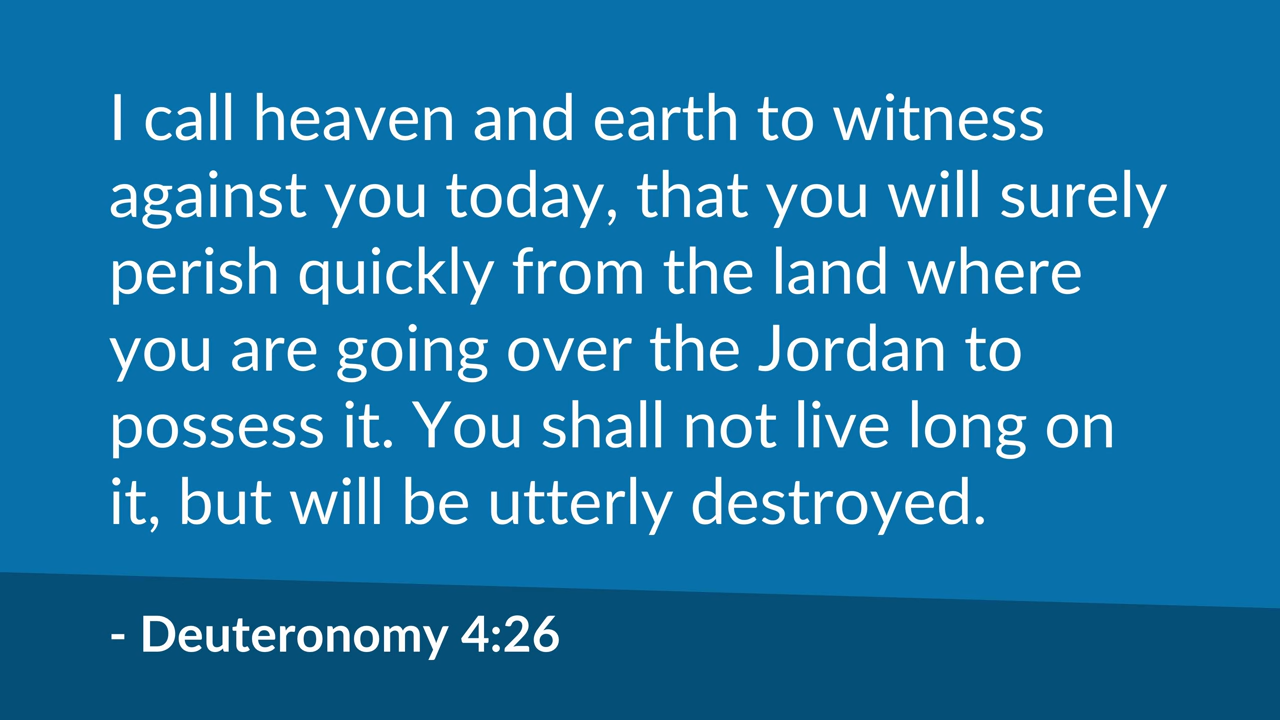 I call heaven and earth to witness
against you today, that you will surely
perish quickly from the land where
you are going over the Jordan to
possess it. You shall not live long on
it, but will be utterly destroyed.
- Deuteronomy 4:26